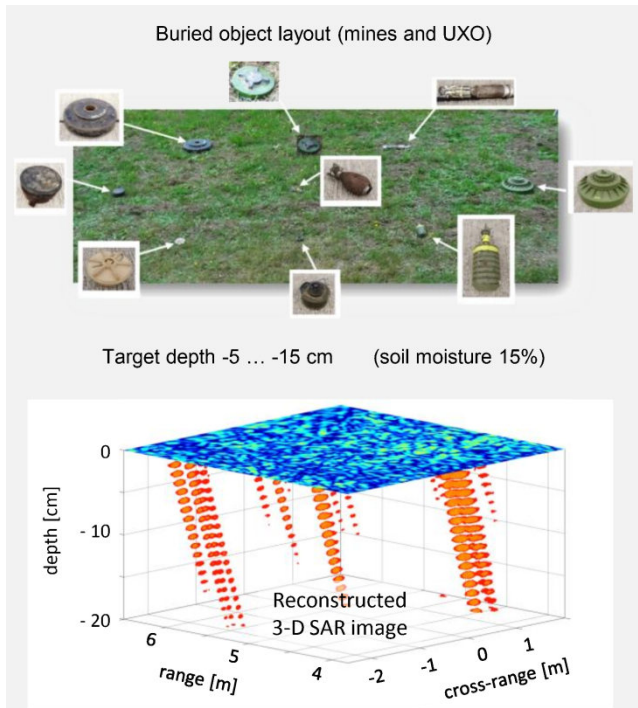 Buried object layout (mines and UXO)
Target depth -5 … -15 cm (soil moisture 15%)
0
- 10
- 20
depth [cm]
Reconstructed
3-D SAR image
6
5
4
range [m]
-2
-1
0
1
cross-range [m]